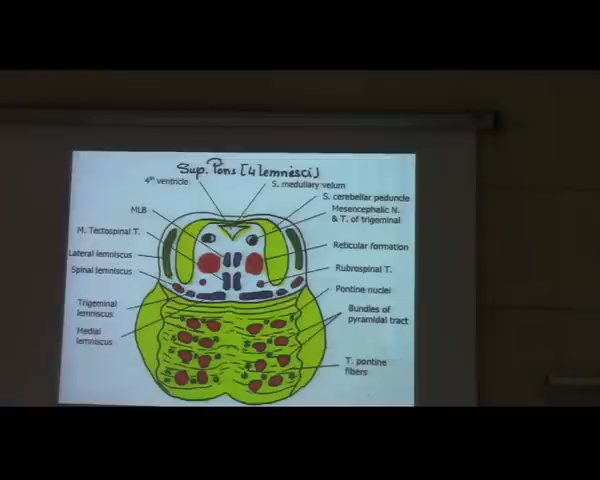 Sup. Pons [4 lemnisci]
4th ventricle
S. medullary velum
S. cerebellar peduncle
MLB
Mesencephalic N.
& T. of trigeminal
M. Tectospinal T.
Reticular formation
Lateral lemniscus
Spinal lemniscus
Rubrospinal T.
Pontine nuclei
Trigeminal
lemniscus
Bundles of
pyramidal tract
Medial
lemniscus
T. pontine
fibers